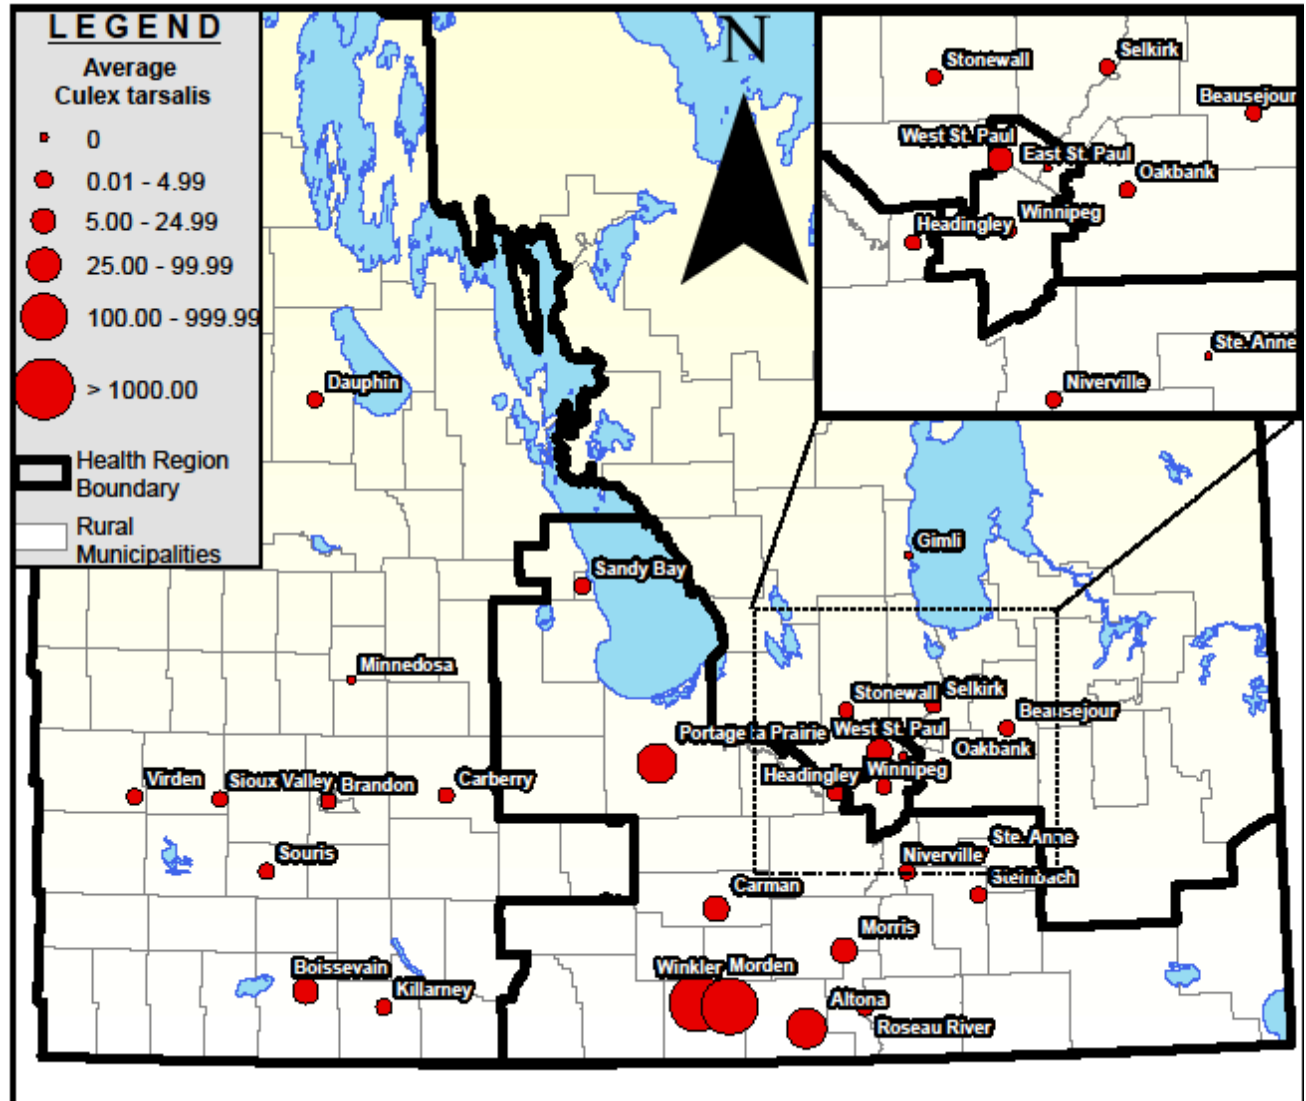 LEGEND
Average
Culex tarsalis
0
0.01 - 4.99
5.00 - 24.99
25.00 - 99.99
100.00 - 999.99
> 1000.00
Health Region
Boundary
Rural
Municipalities
N
Stonewall
Selkirk
Beausejour
West St. Paul
East St. Paul
Oakbank
Headingley
Winnipeg
Ste. Anne
Niverville
Dauphin
Gimli
Sandy Bay
Minnedosa
Stonewall
Selkirk
Beausejour
Portage la Prairie
West St. Paul
Oakbank
Headingley
Winnipeg
Virden
Sioux Valley
Brandon
Carberry
Souris
Ste. Anne
Niverville
Steinbach
Carman
Morris
Boissevain
Killarney
Winkler
Morden
Altona
Roseau River